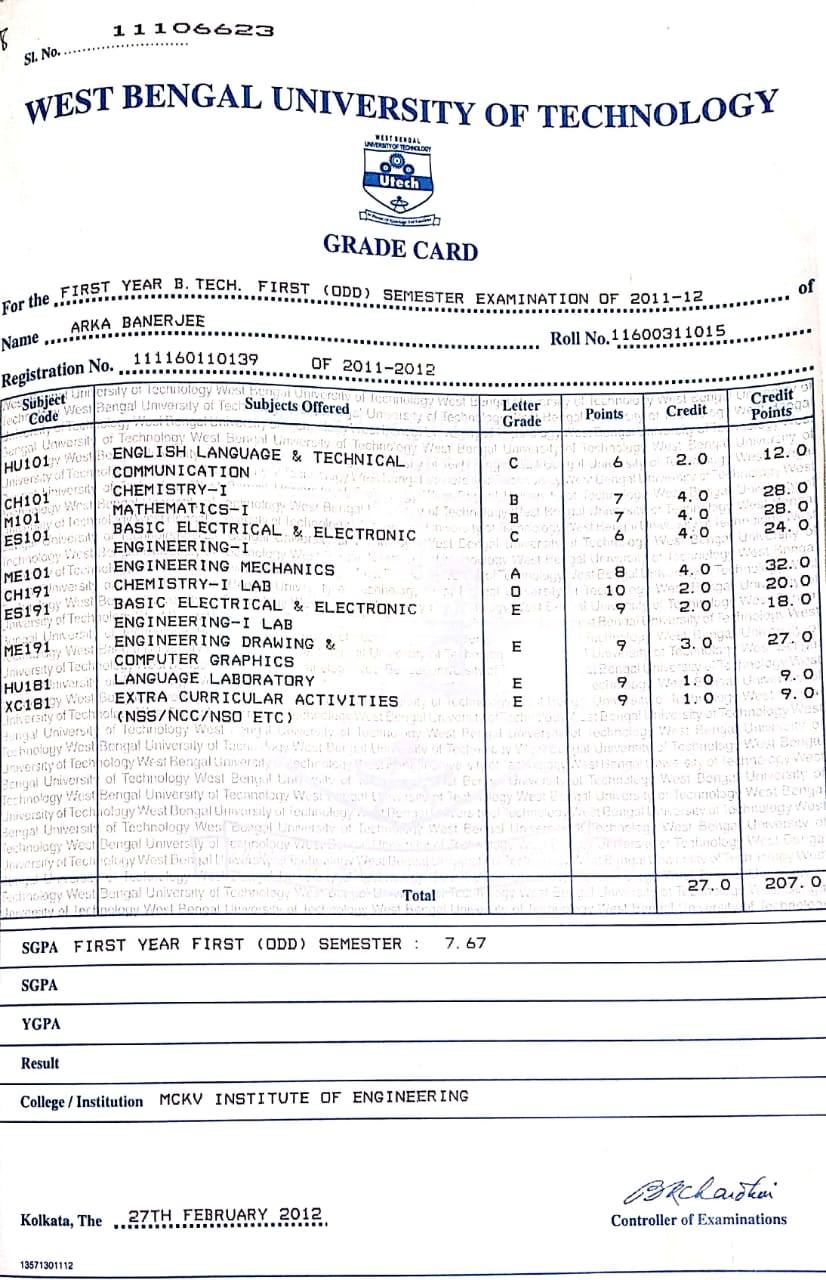 Sl. No. 11106623
WEST BENGAL UNIVERSITY OF TECHNOLOGY
WEST BENGAL
UNIVERSITY OF TECHNOLOGY
Utech
GRADE CARD
For the FIRST YEAR B. TECH. FIRST (ODD) SEMESTER EXAMINATION OF 2011-12 of
Name ARKA BANERJEE Roll No. 11600311015
Registration No. 111160110139 OF 2011-2012
Subject Code Subjects Offered Letter Grade Points Credit Credit Points
HU101 ENGLISH LANGUAGE & TECHNICAL C 6 2.0 12.0
COMMUNICATION
CH101 CHEMISTRY-I B 7 4.0 28.0
M101 MATHEMATICS-I B 7 4.0 28.0
ES101 BASIC ELECTRICAL & ELECTRONIC C 6 4.0 24.0
ENGINEERING-I
ME101 ENGINEERING MECHANICS A 8 4.0 32.0
CH191 CHEMISTRY-I LAB O 10 2.0 20.0
ES191 BASIC ELECTRICAL & ELECTRONIC E 9 2.0 18.0
ENGINEERING-I LAB
ME191 ENGINEERING DRAWING & E 9 3.0 27.0
COMPUTER GRAPHICS
HU181 LANGUAGE LABORATORY E 9 1.0 9.0
XC181 EXTRA CURRICULAR ACTIVITIES E 9 1.0 9.0
(NSS/NCC/NSO ETC)
Total 27.0 207.0
SGPA FIRST YEAR FIRST (ODD) SEMESTER : 7.67
SGPA
YGPA
Result
College / Institution MCKV INSTITUTE OF ENGINEERING
Kolkata, The 27TH FEBRUARY 2012
Controller of Examinations
13571301112